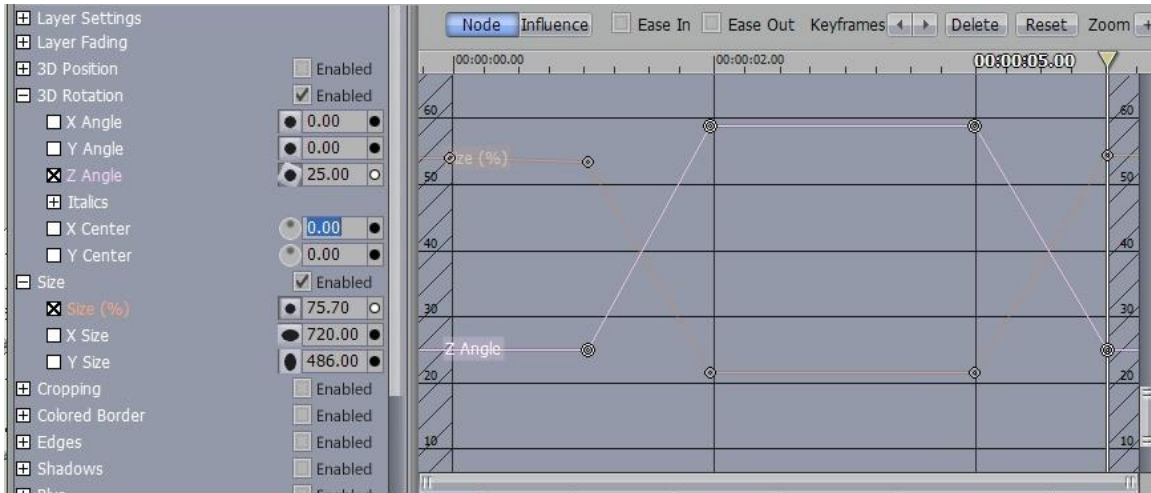 Layer Settings
Layer Fading
3D Position Enabled
3D Rotation Enabled
X Angle 0.00
Y Angle 0.00
Z Angle 25.00
Italics
X Center 0.00
Y Center 0.00
Size Enabled
Size (%) 75.70
X Size 720.00
Y Size 486.00
Cropping Enabled
Colored Border Enabled
Edges Enabled
Shadows Enabled
Node Influence Ease In Ease Out Keyframes Delete Reset Zoom +
00:00:00.00 00:00:02.00 00:00:05.00
60 60
Size (%)
50 50
40 40
30 30
Z Angle
20 20
10 10